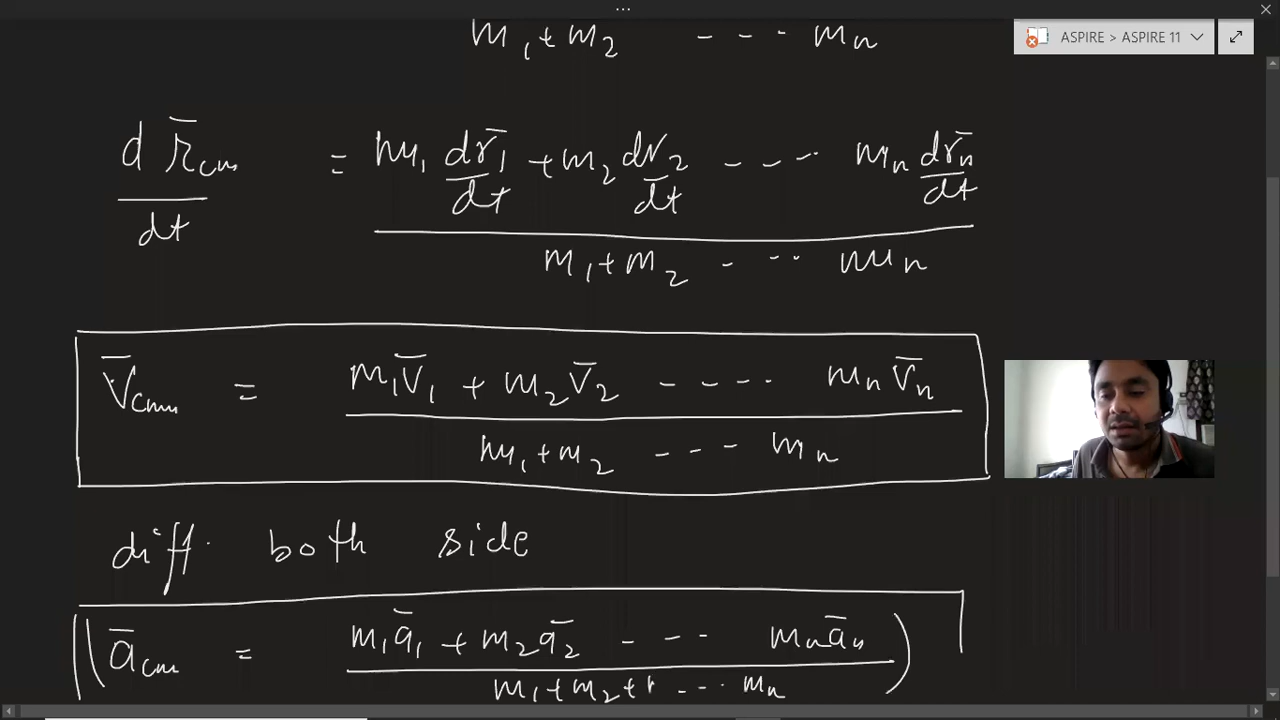 m₁+m₂ - - - - mₙ
ASPIRE > ASPIRE 11
d r̄cm/dt = (m₁ dr̄₁/dt + m₂ dr₂/dt - - - - mₙ dr̄ₙ/dt)/(m₁+m₂ - - - - mₙ)
V̄cm = (m₁V̄₁ + m₂V̄₂ - - - - - mₙV̄ₙ)/(m₁+m₂ - - - mₙ)
diff. both side
ācm = (m₁ā₁ + m₂ā₂ - - - - mₙāₙ)/(m₁+m₂+ - - - - mₙ)